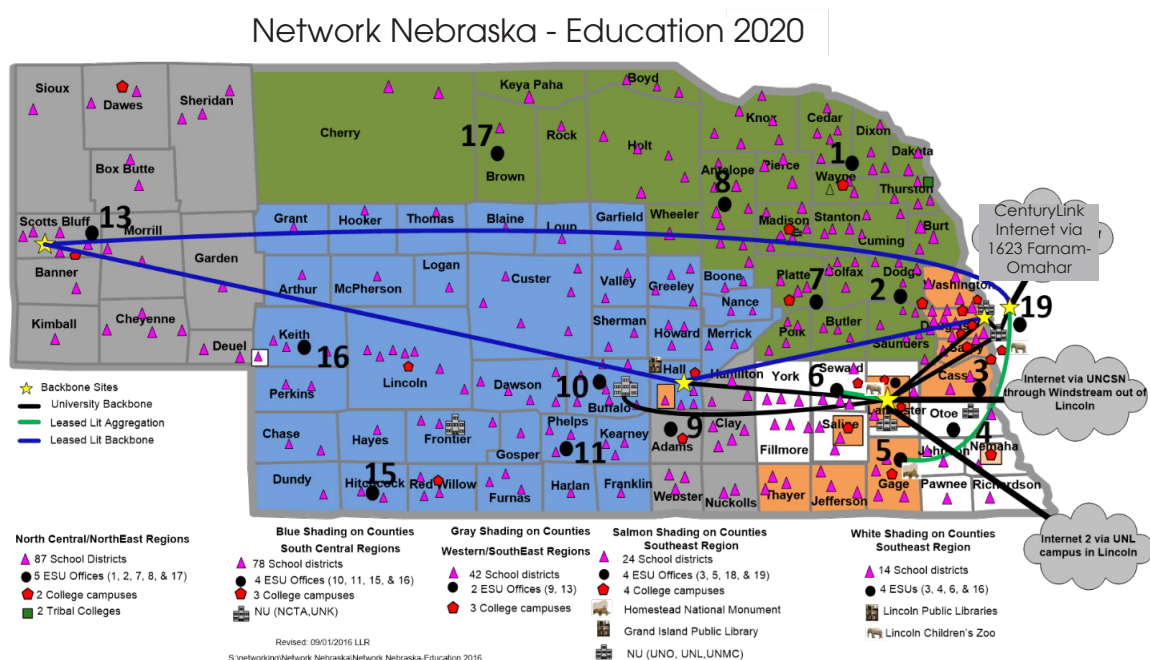 Network Nebraska - Education 2020
Sioux
Dawes
Sheridan
Box Butte
Scotts Bluff
13
Morrill
Banner
Garden
Kimball
Cheyenne
Deuel
Cherry
Keya Paha
Boyd
17
Brown
Rock
Holt
Knox
Cedar
Dixon
Dakota
Antelope
8
Pierce
1
Wayne
Thurston
Wheeler
Madison
Stanton
Cuming
Burt
Grant
Hooker
Thomas
Blaine
Loup
Garfield
Arthur
McPherson
Logan
Custer
Valley
Greeley
Boone
Nance
Platte
7
Colfax
2
Dodge
Washington
Keith
16
Sherman
Howard
Merrick
Polk
Butler
Saunders
Douglas
Sarpy
19
Perkins
Lincoln
Dawson
10
Buffalo
Hall
Hamilton
York
Seward
6
Lancaster
Cass
3
Otoe
4
Chase
Hayes
Frontier
Gosper
Phelps
11
Kearney
Adams
9
Clay
Fillmore
Saline
5
Gage
Johnson
Nemaha
Dundy
Hitchcock
15
Red Willow
Furnas
Harlan
Franklin
Webster
Nuckolls
Thayer
Jefferson
Pawnee
Richardson
CenturyLink
Internet via
1623 Farnam-
Omahar
Internet via UNCSN
through Windstream out of
Lincoln
Internet 2 via UNL
campus in Lincoln
Backbone Sites
University Backbone
Leased Lit Aggregation
Leased Lit Backbone
North Central/NorthEast Regions
87 School Districts
5 ESU Offices (1, 2, 7, 8, & 17)
2 College campuses
2 Tribal Colleges
Blue Shading on Counties
South Central Regions
78 School districts
4 ESU Offices (10, 11, 15, & 16)
3 College campuses
NU (NCTA,UNK)
Gray Shading on Counties
Western/SouthEast Regions
42 School districts
2 ESU Offices (9, 13)
3 College campuses
Salmon Shading on Counties
Southeast Region
24 School districts
4 ESU Offices (3, 5, 18, & 19)
4 College campuses
Homestead National Monument
Grand Island Public Library
NU (UNO, UNL,UNMC)
White Shading on Counties
Southeast Region
14 School districts
4 ESUs (3, 4, 6, & 16)
Lincoln Public Libraries
Lincoln Children's Zoo
Revised: 09/01/2016 LLR
S:\networking\Network Nebraska\Network Nebraska-Education 2016